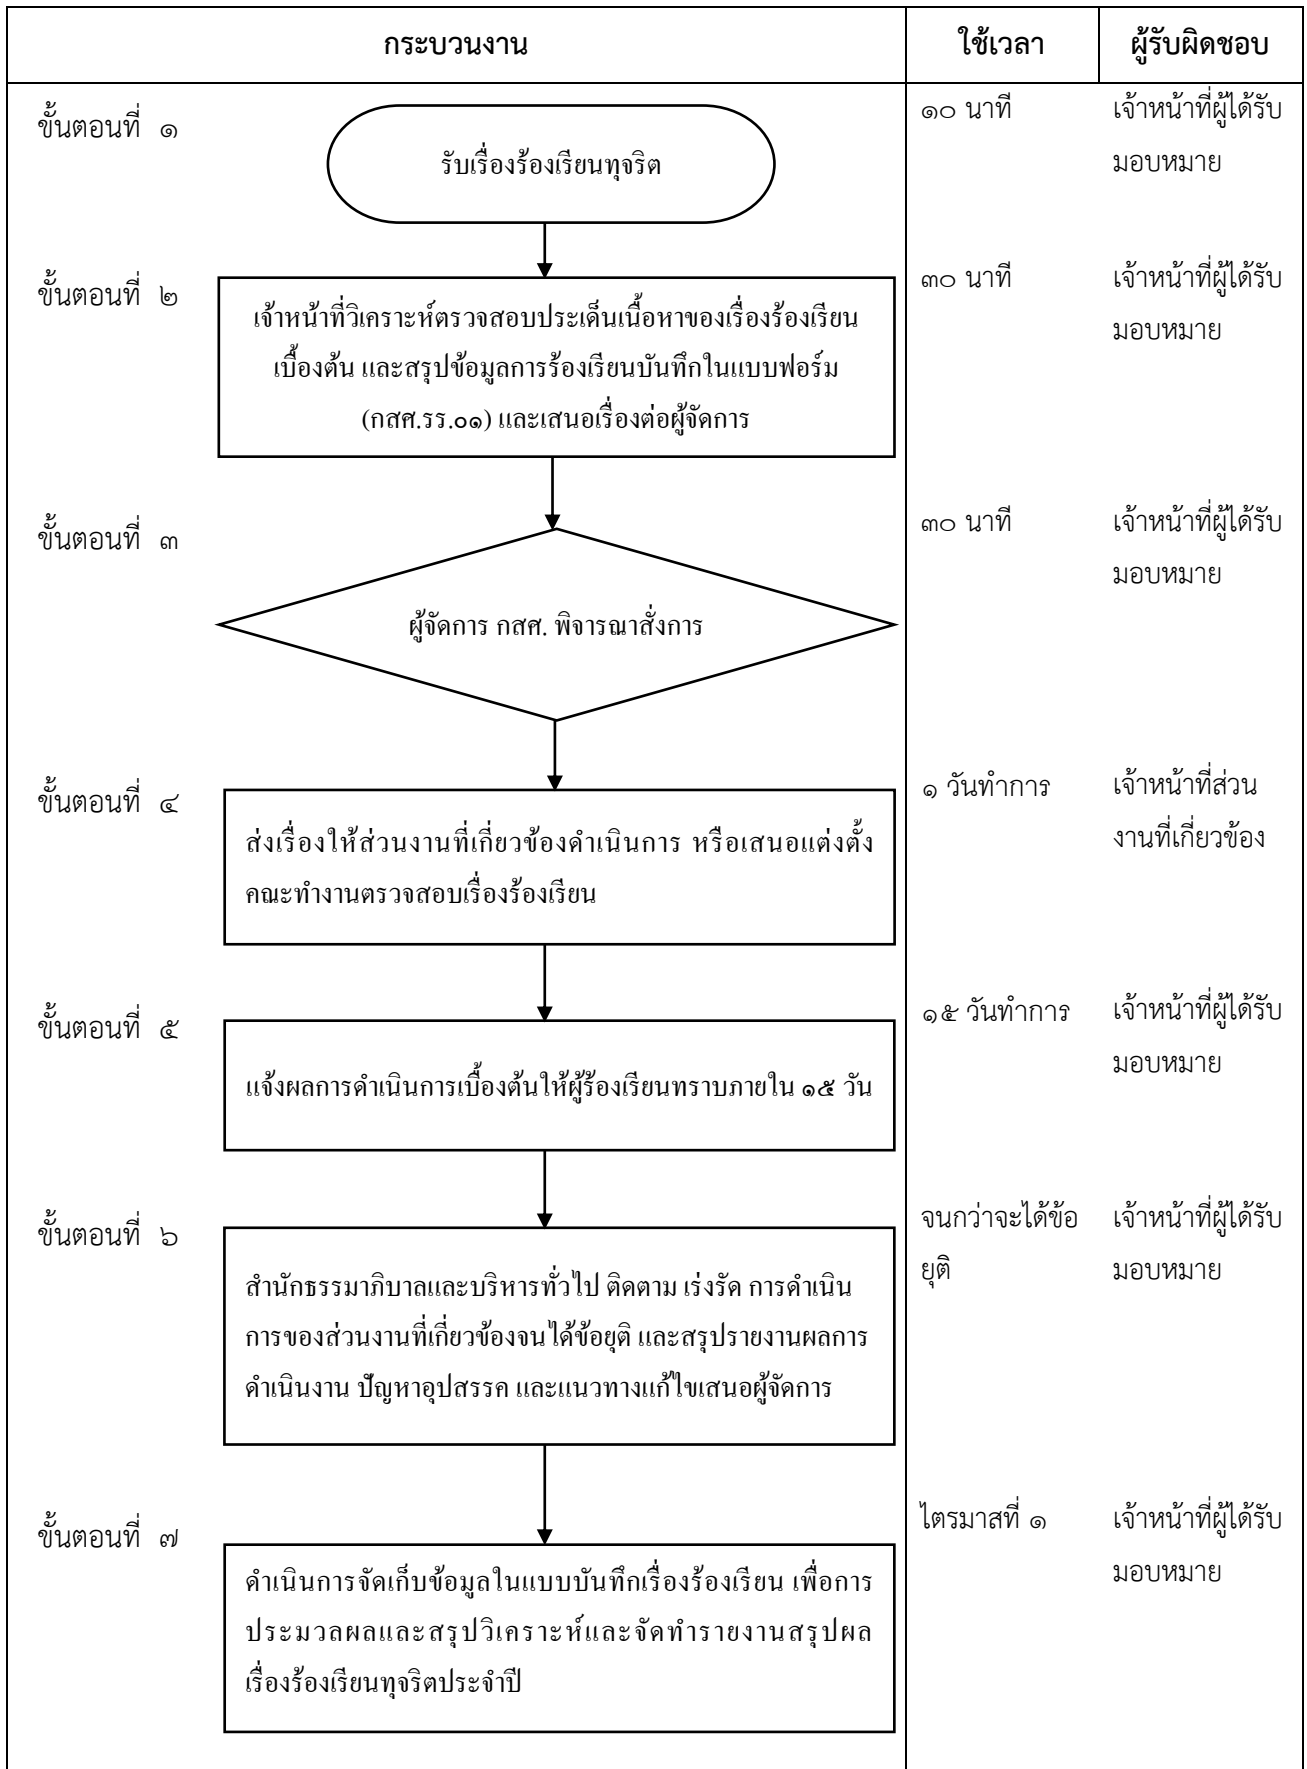 กระบวนงาน ใช้เวลา ผู้รับผิดชอบ
ขั้นตอนที่ ๑
รับเรื่องร้องเรียนทุจริต
๑๐ นาที
เจ้าหน้าที่ผู้ได้รับ
มอบหมาย
ขั้นตอนที่ ๒
เจ้าหน้าที่วิเคราะห์ตรวจสอบประเด็นเนื้อหาของเรื่องร้องเรียน
เบื้องต้น และสรุปข้อมูลการร้องเรียนบันทึกในแบบฟอร์ม
(กสศ.รร.๐๑) และเสนอเรื่องต่อผู้จัดการ
๓๐ นาที
เจ้าหน้าที่ผู้ได้รับ
มอบหมาย
ขั้นตอนที่ ๓
ผู้จัดการ กสศ. พิจารณาสั่งการ
๓๐ นาที
เจ้าหน้าที่ผู้ได้รับ
มอบหมาย
ขั้นตอนที่ ๔
ส่งเรื่องให้ส่วนงานที่เกี่ยวข้องดำเนินการ หรือเสนอแต่งตั้ง
คณะทำงานตรวจสอบเรื่องร้องเรียน
๑ วันทำการ
เจ้าหน้าที่ส่วน
งานที่เกี่ยวข้อง
ขั้นตอนที่ ๕
แจ้งผลการดำเนินการเบื้องต้นให้ผู้ร้องเรียนทราบภายใน ๑๕ วัน
๑๕ วันทำการ
เจ้าหน้าที่ผู้ได้รับ
มอบหมาย
ขั้นตอนที่ ๖
สำนักธรรมาภิบาลและบริหารทั่วไป ติดตาม เร่งรัด การดำเนิน
การของส่วนงานที่เกี่ยวข้องจนได้ข้อยุติ และสรุปรายงานผลการ
ดำเนินงาน ปัญหาอุปสรรค และแนวทางแก้ไขเสนอผู้จัดการ
จนกว่าจะได้ข้อ
ยุติ
เจ้าหน้าที่ผู้ได้รับ
มอบหมาย
ขั้นตอนที่ ๗
ดำเนินการจัดเก็บข้อมูลในแบบบันทึกเรื่องร้องเรียน เพื่อการ
ประมวลผลและสรุปวิเคราะห์และจัดทำรายงานสรุปผล
เรื่องร้องเรียนทุจริตประจำปี
ไตรมาสที่ ๑
เจ้าหน้าที่ผู้ได้รับ
มอบหมาย